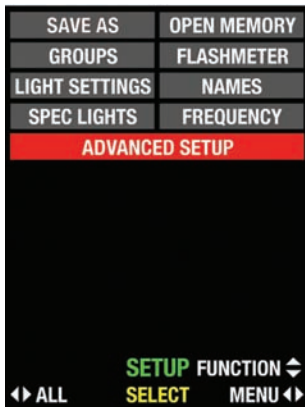 SAVE AS OPEN MEMORY
GROUPS FLASHMETER
LIGHT SETTINGS NAMES
SPEC LIGHTS FREQUENCY
ADVANCED SETUP
SETUP FUNCTION
ALL SELECT MENU